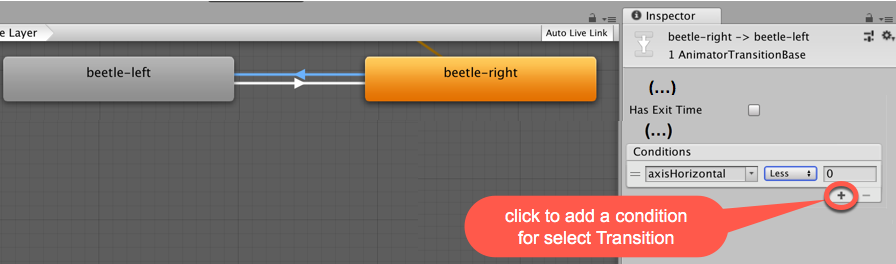 Inspector
e Layer
Auto Live Link
beetle-right -> beetle-left
1 AnimatorTransitionBase
beetle-left
beetle-right
(...)
Has Exit Time
(...)
Conditions
axisHorizontal Less 0
click to add a condition
for select Transition